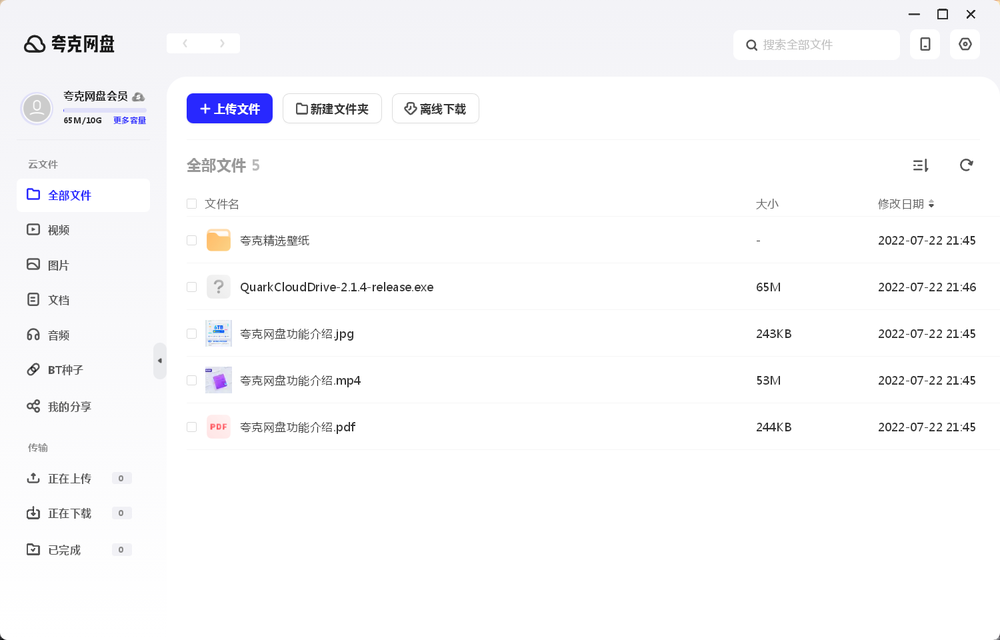 夸克网盘
搜索全部文件
夸克网盘会员
65M/10G 更多容量
上传文件 新建文件夹 离线下载
云文件
全部文件
视频
图片
文档
音频
BT种子
我的分享
传输
正在上传 0
正在下载 0
已完成 0
全部文件 5
文件名 大小 修改日期
夸克精选壁纸 - 2022-07-22 21:45
QuarkCloudDrive-2.1.4-release.exe 65M 2022-07-22 21:46
夸克网盘功能介绍.jpg 243KB 2022-07-22 21:45
夸克网盘功能介绍.mp4 53M 2022-07-22 21:45
PDF 夸克网盘功能介绍.pdf 244KB 2022-07-22 21:45